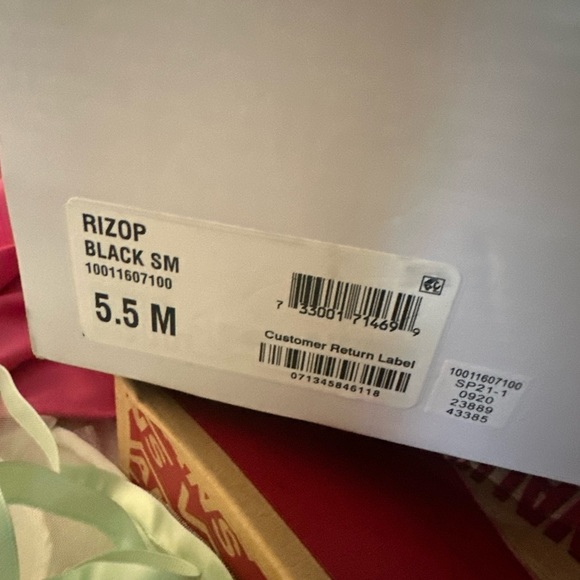 RIZOP
BLACK SM
10011607100
5.5 M
7 33001 71469 9
Customer Return Label
071345846118
10011607100
SP21-1
0920
23889
43385